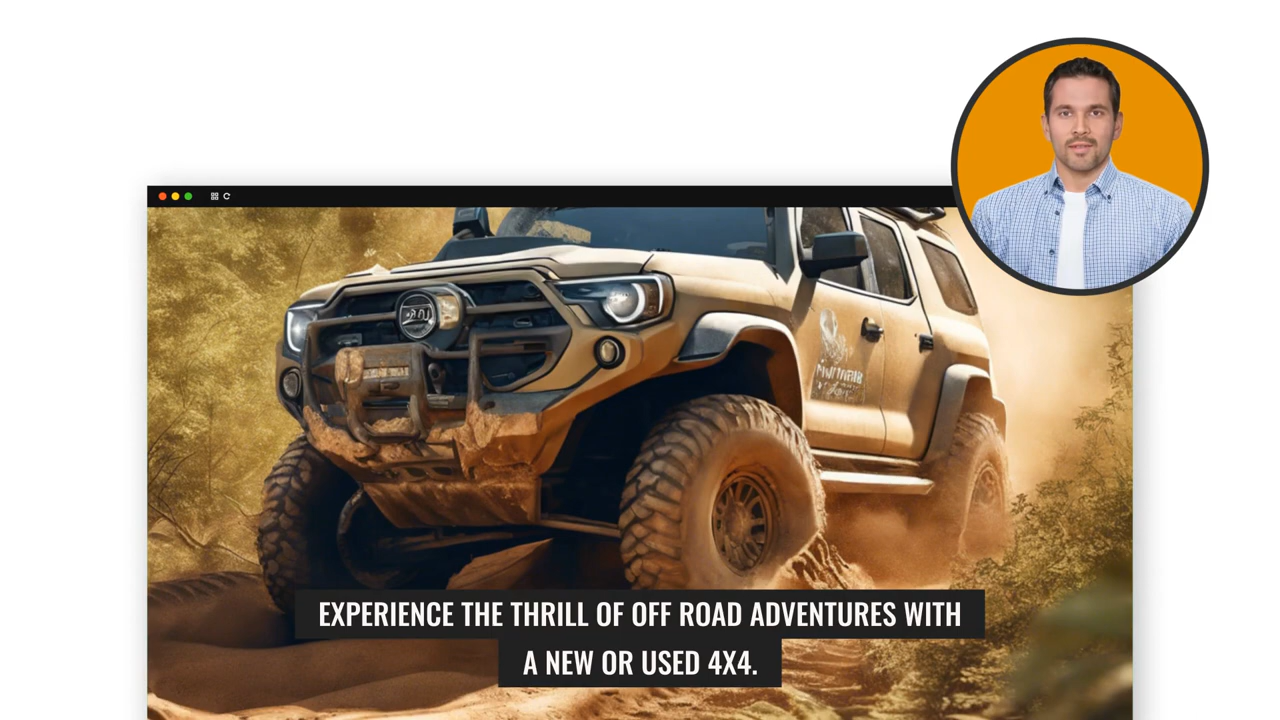 EXPERIENCE THE THRILL OF OFF ROAD ADVENTURES WITH
A NEW OR USED 4X4.